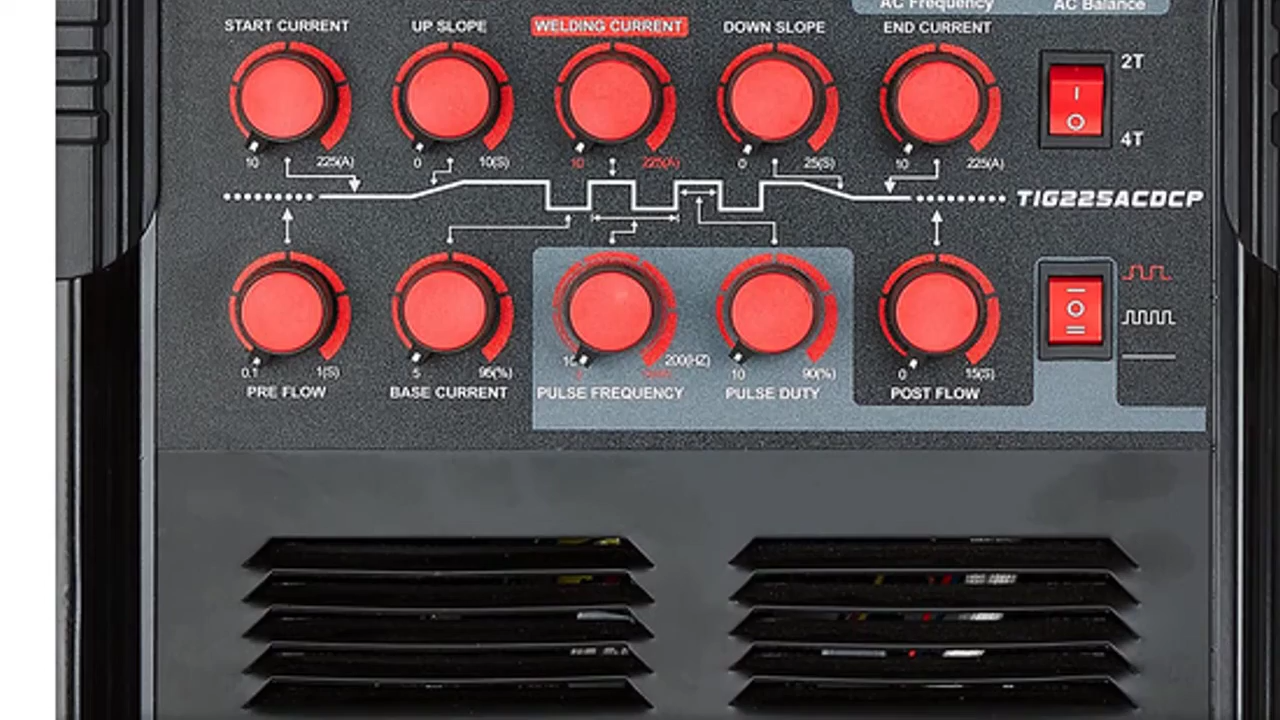 AC Frequency AC Balance
START CURRENT UP SLOPE WELDING CURRENT DOWN SLOPE END CURRENT
2T
4T
10 225(A) 0 10(S) 10 225(A) 0 25(S) 10 225(A)
TIG225ACDCP
10 200(HZ)
0.1 1(S) 5 95(%) 10 90(%) 0 15(S)
PRE FLOW BASE CURRENT PULSE FREQUENCY PULSE DUTY POST FLOW